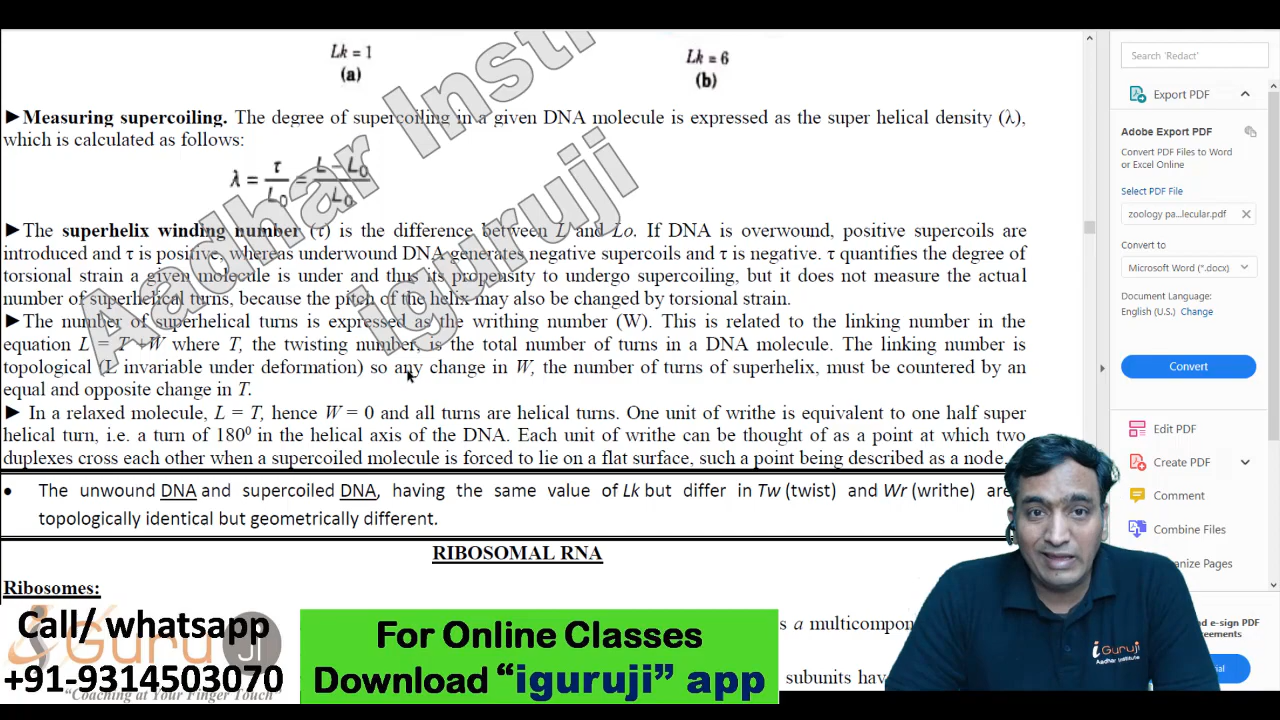 Lk = 1
Lk = 6
(a)
(b)
►Measuring supercoiling. The degree of supercoiling in a given DNA molecule is expressed as the super helical density (λ),
which is calculated as follows:
λ = τ / L₀ = L – L₀ / L₀
►The superhelix winding number (τ) is the difference between L and Lo. If DNA is overwound, positive supercoils are
introduced and τ is positive, whereas underwound DNA generates negative supercoils and τ is negative. τ quantifies the degree of
torsional strain a given molecule is under and thus its propensity to undergo supercoiling, but it does not measure the actual
number of superhelical turns, because the pitch of the helix may also be changed by torsional strain.
►The number of superhelical turns is expressed as the writhing number (W). This is related to the linking number in the
equation L = T +W where T, the twisting number, is the total number of turns in a DNA molecule. The linking number is
topological (L invariable under deformation) so any change in W, the number of turns of superhelix, must be countered by an
equal and opposite change in T.
► In a relaxed molecule, L = T, hence W = 0 and all turns are helical turns. One unit of writhe is equivalent to one half super
helical turn, i.e. a turn of 180⁰ in the helical axis of the DNA. Each unit of writhe can be thought of as a point at which two
duplexes cross each other when a supercoiled molecule is forced to lie on a flat surface, such a point being described as a node.
• The unwound DNA and supercoiled DNA, having the same value of Lk but differ in Tw (twist) and Wr (writhe) are
topologically identical but geometrically different.
RIBOSOMAL RNA
Ribosomes:
a multicompon
subunits hav
Aadhar Insti
iguruji
Call/ whatsapp
+91-9314503070
Guru JI
“Coaching at Your Finger Touch”
For Online Classes
Download “iguruji” app
iGuruji
Aadhar Institute
Search 'Redact'
Export PDF
Adobe Export PDF
Convert PDF Files to Word
or Excel Online
Select PDF File
zoology pa...lecular.pdf
Convert to
Microsoft Word (*.docx)
Document Language:
English (U.S.) Change
Convert
Edit PDF
Create PDF
Comment
Combine Files
ganize Pages
nd e-sign PDF
reements